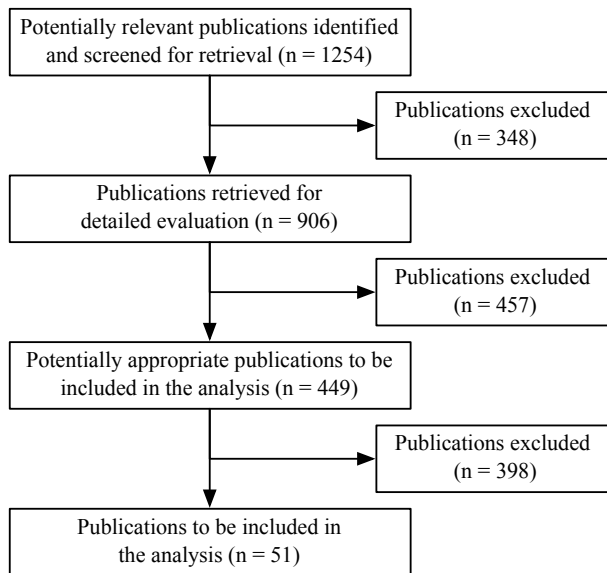 Potentially relevant publications identified
and screened for retrieval (n = 1254)
Publications excluded
(n = 348)
Publications retrieved for
detailed evaluation (n = 906)
Publications excluded
(n = 457)
Potentially appropriate publications to be
included in the analysis (n = 449)
Publications excluded
(n = 398)
Publications to be included in
the analysis (n = 51)